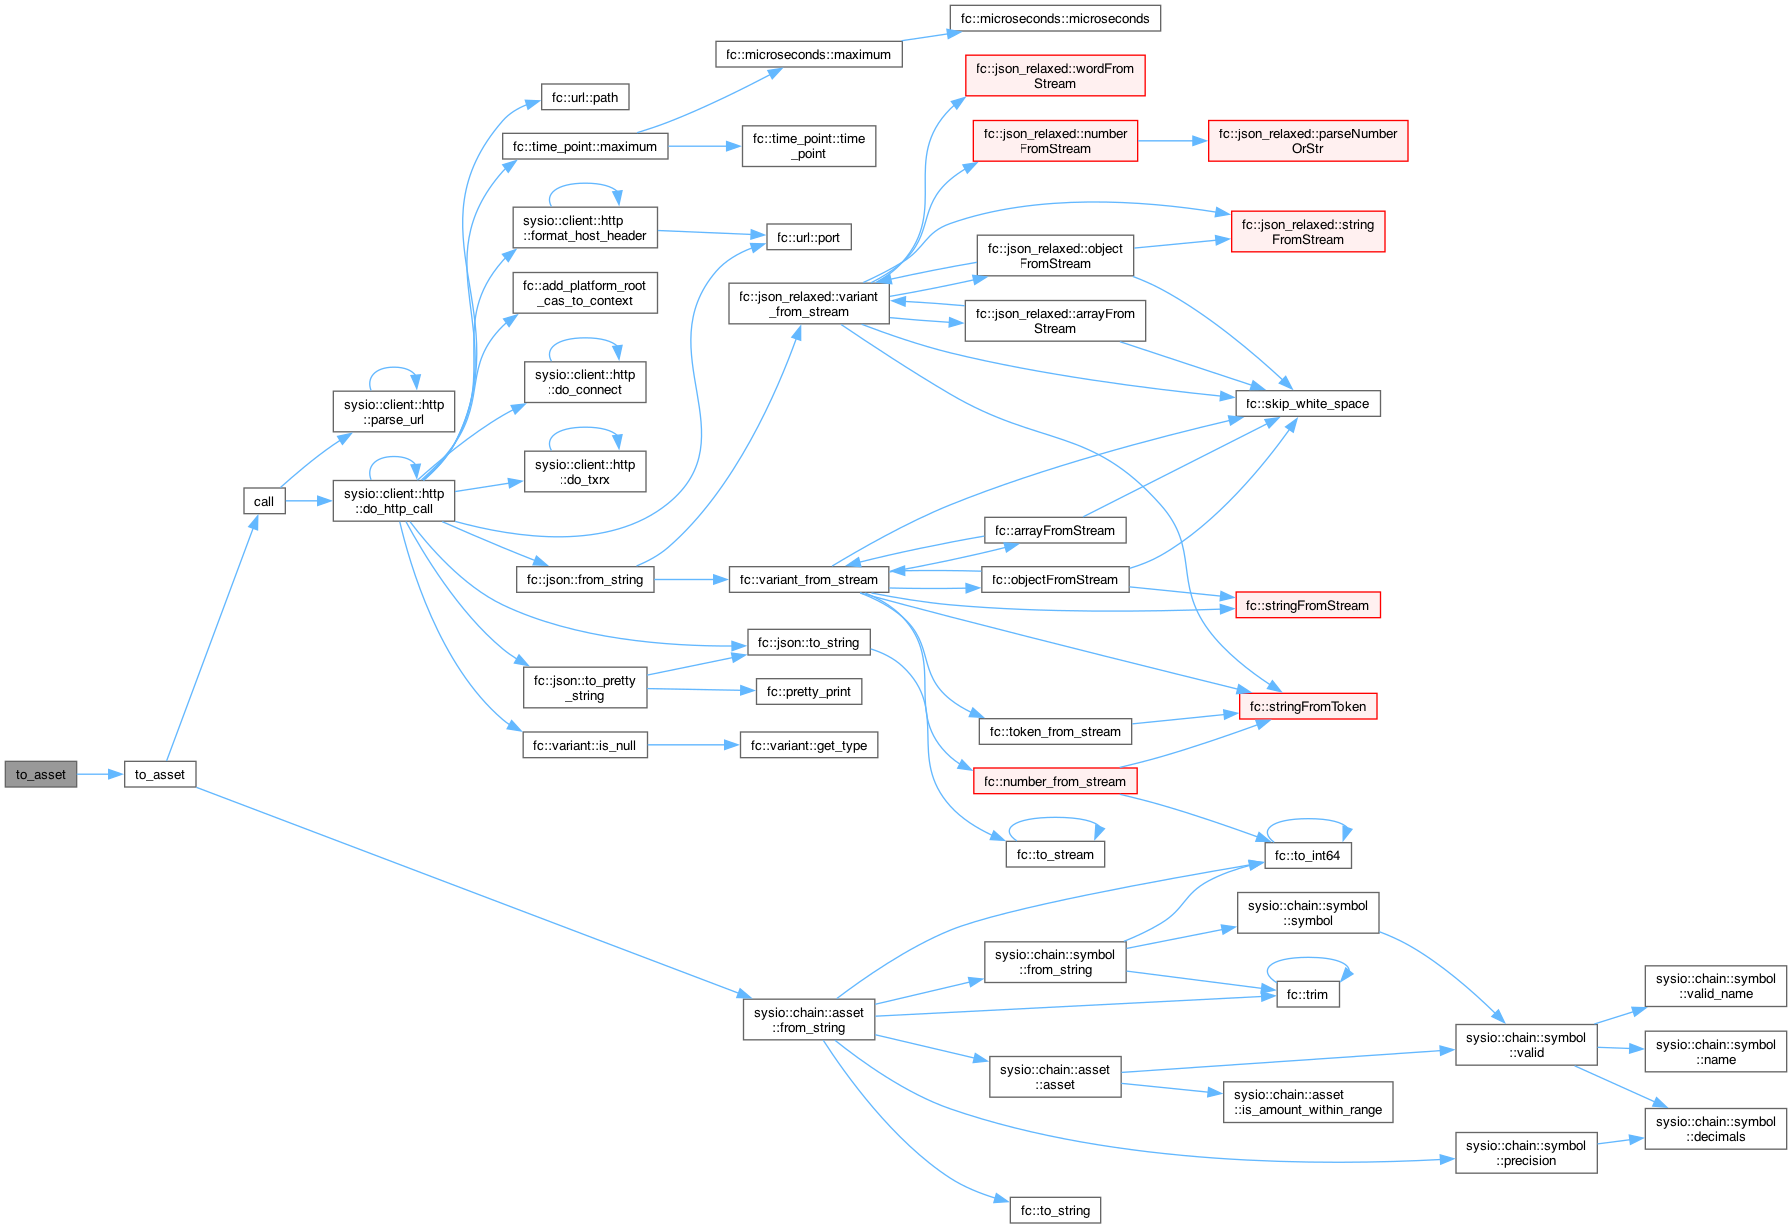 fc::microseconds::microseconds
fc::microseconds::maximum
fc::json_relaxed::wordFrom
Stream
fc::url::path
fc::time_point::maximum
fc::time_point::time
_point
fc::json_relaxed::number
FromStream
fc::json_relaxed::parseNumber
OrStr
sysio::client::http
::format_host_header
fc::url::port
fc::json_relaxed::string
FromStream
fc::json_relaxed::object
FromStream
fc::add_platform_root
_cas_to_context
fc::json_relaxed::variant
_from_stream
fc::json_relaxed::arrayFrom
Stream
sysio::client::http
::do_connect
sysio::client::http
::parse_url
fc::skip_white_space
sysio::client::http
::do_txrx
call
sysio::client::http
::do_http_call
fc::arrayFromStream
fc::json::from_string
fc::variant_from_stream
fc::objectFromStream
fc::stringFromStream
fc::json::to_string
fc::json::to_pretty
_string
fc::pretty_print
fc::stringFromToken
fc::token_from_stream
fc::variant::is_null
fc::variant::get_type
to_asset
to_asset
fc::number_from_stream
fc::to_stream
fc::to_int64
sysio::chain::symbol
::symbol
sysio::chain::symbol
::from_string
fc::trim
sysio::chain::symbol
::valid_name
sysio::chain::asset
::from_string
sysio::chain::symbol
::valid
sysio::chain::symbol
::name
sysio::chain::asset
::asset
sysio::chain::asset
::is_amount_within_range
sysio::chain::symbol
::decimals
sysio::chain::symbol
::precision
fc::to_string